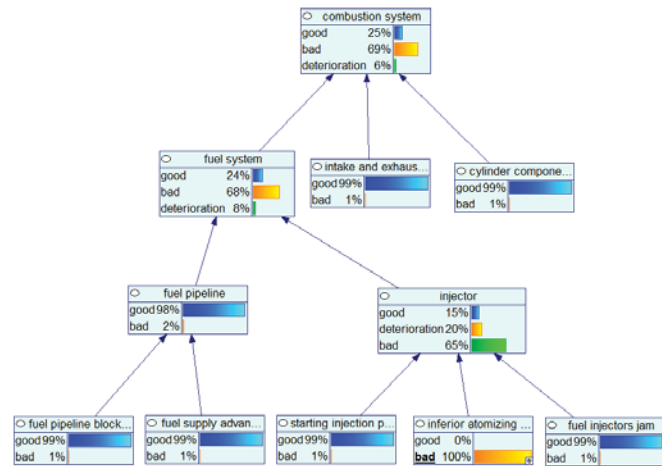 combustion system
good 25%
bad 69%
deterioration 6%
fuel system
good 24%
bad 68%
deterioration 8%
intake and exhaus...
good 99%
bad 1%
cylinder compone...
good 99%
bad 1%
fuel pipeline
good 98%
bad 2%
injector
good 15%
deterioration 20%
bad 65%
fuel pipeline block...
good 99%
bad 1%
fuel supply advan...
good 99%
bad 1%
starting injection p...
good 99%
bad 1%
inferior atomizing ...
good 0%
bad 100%
fuel injectors jam
good 99%
bad 1%